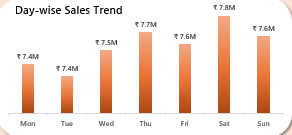 Day-wise Sales Trend
₹ 7.8M
₹ 7.7M
₹ 7.6M
₹ 7.6M
₹ 7.5M
₹ 7.4M
₹ 7.4M
Mon Tue Wed Thu Fri Sat Sun